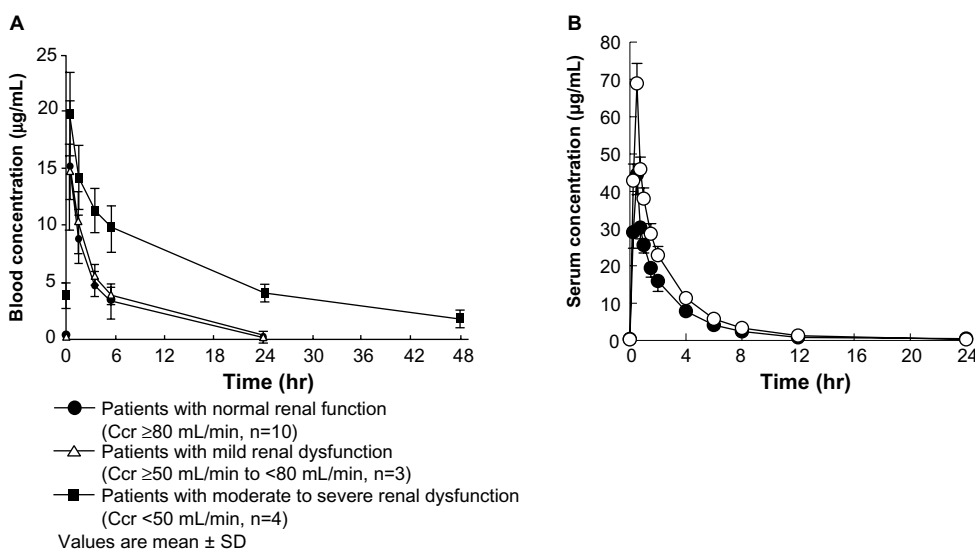 A
Blood concentration (µg/mL)
25
20
15
10
5
0
0 6 12 18 24 30 36 42 48
Time (hr)
Patients with normal renal function
(Ccr ≥80 mL/min, n=10)
Patients with mild renal dysfunction
(Ccr ≥50 mL/min to <80 mL/min, n=3)
Patients with moderate to severe renal dysfunction
(Ccr <50 mL/min, n=4)
Values are mean ± SD
B
Serum concentration (µg/mL)
80
70
60
50
40
30
20
10
0
0 4 8 12 16 20 24
Time (hr)